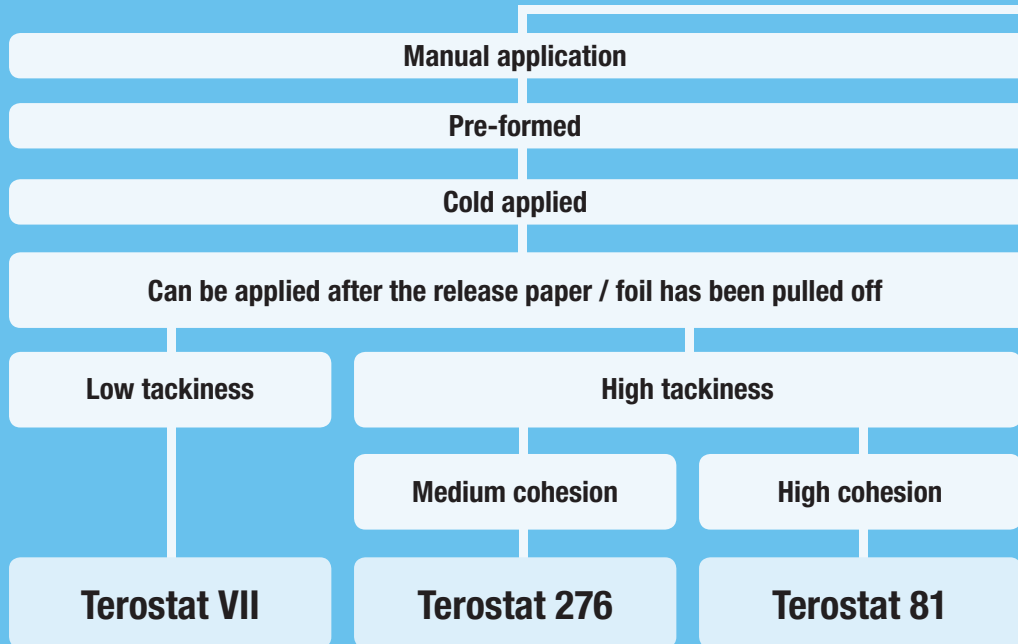 Manual application
Pre-formed
Cold applied
Can be applied after the release paper / foil has been pulled off
Low tackiness
High tackiness
Medium cohesion
High cohesion
Terostat VII
Terostat 276
Terostat 81